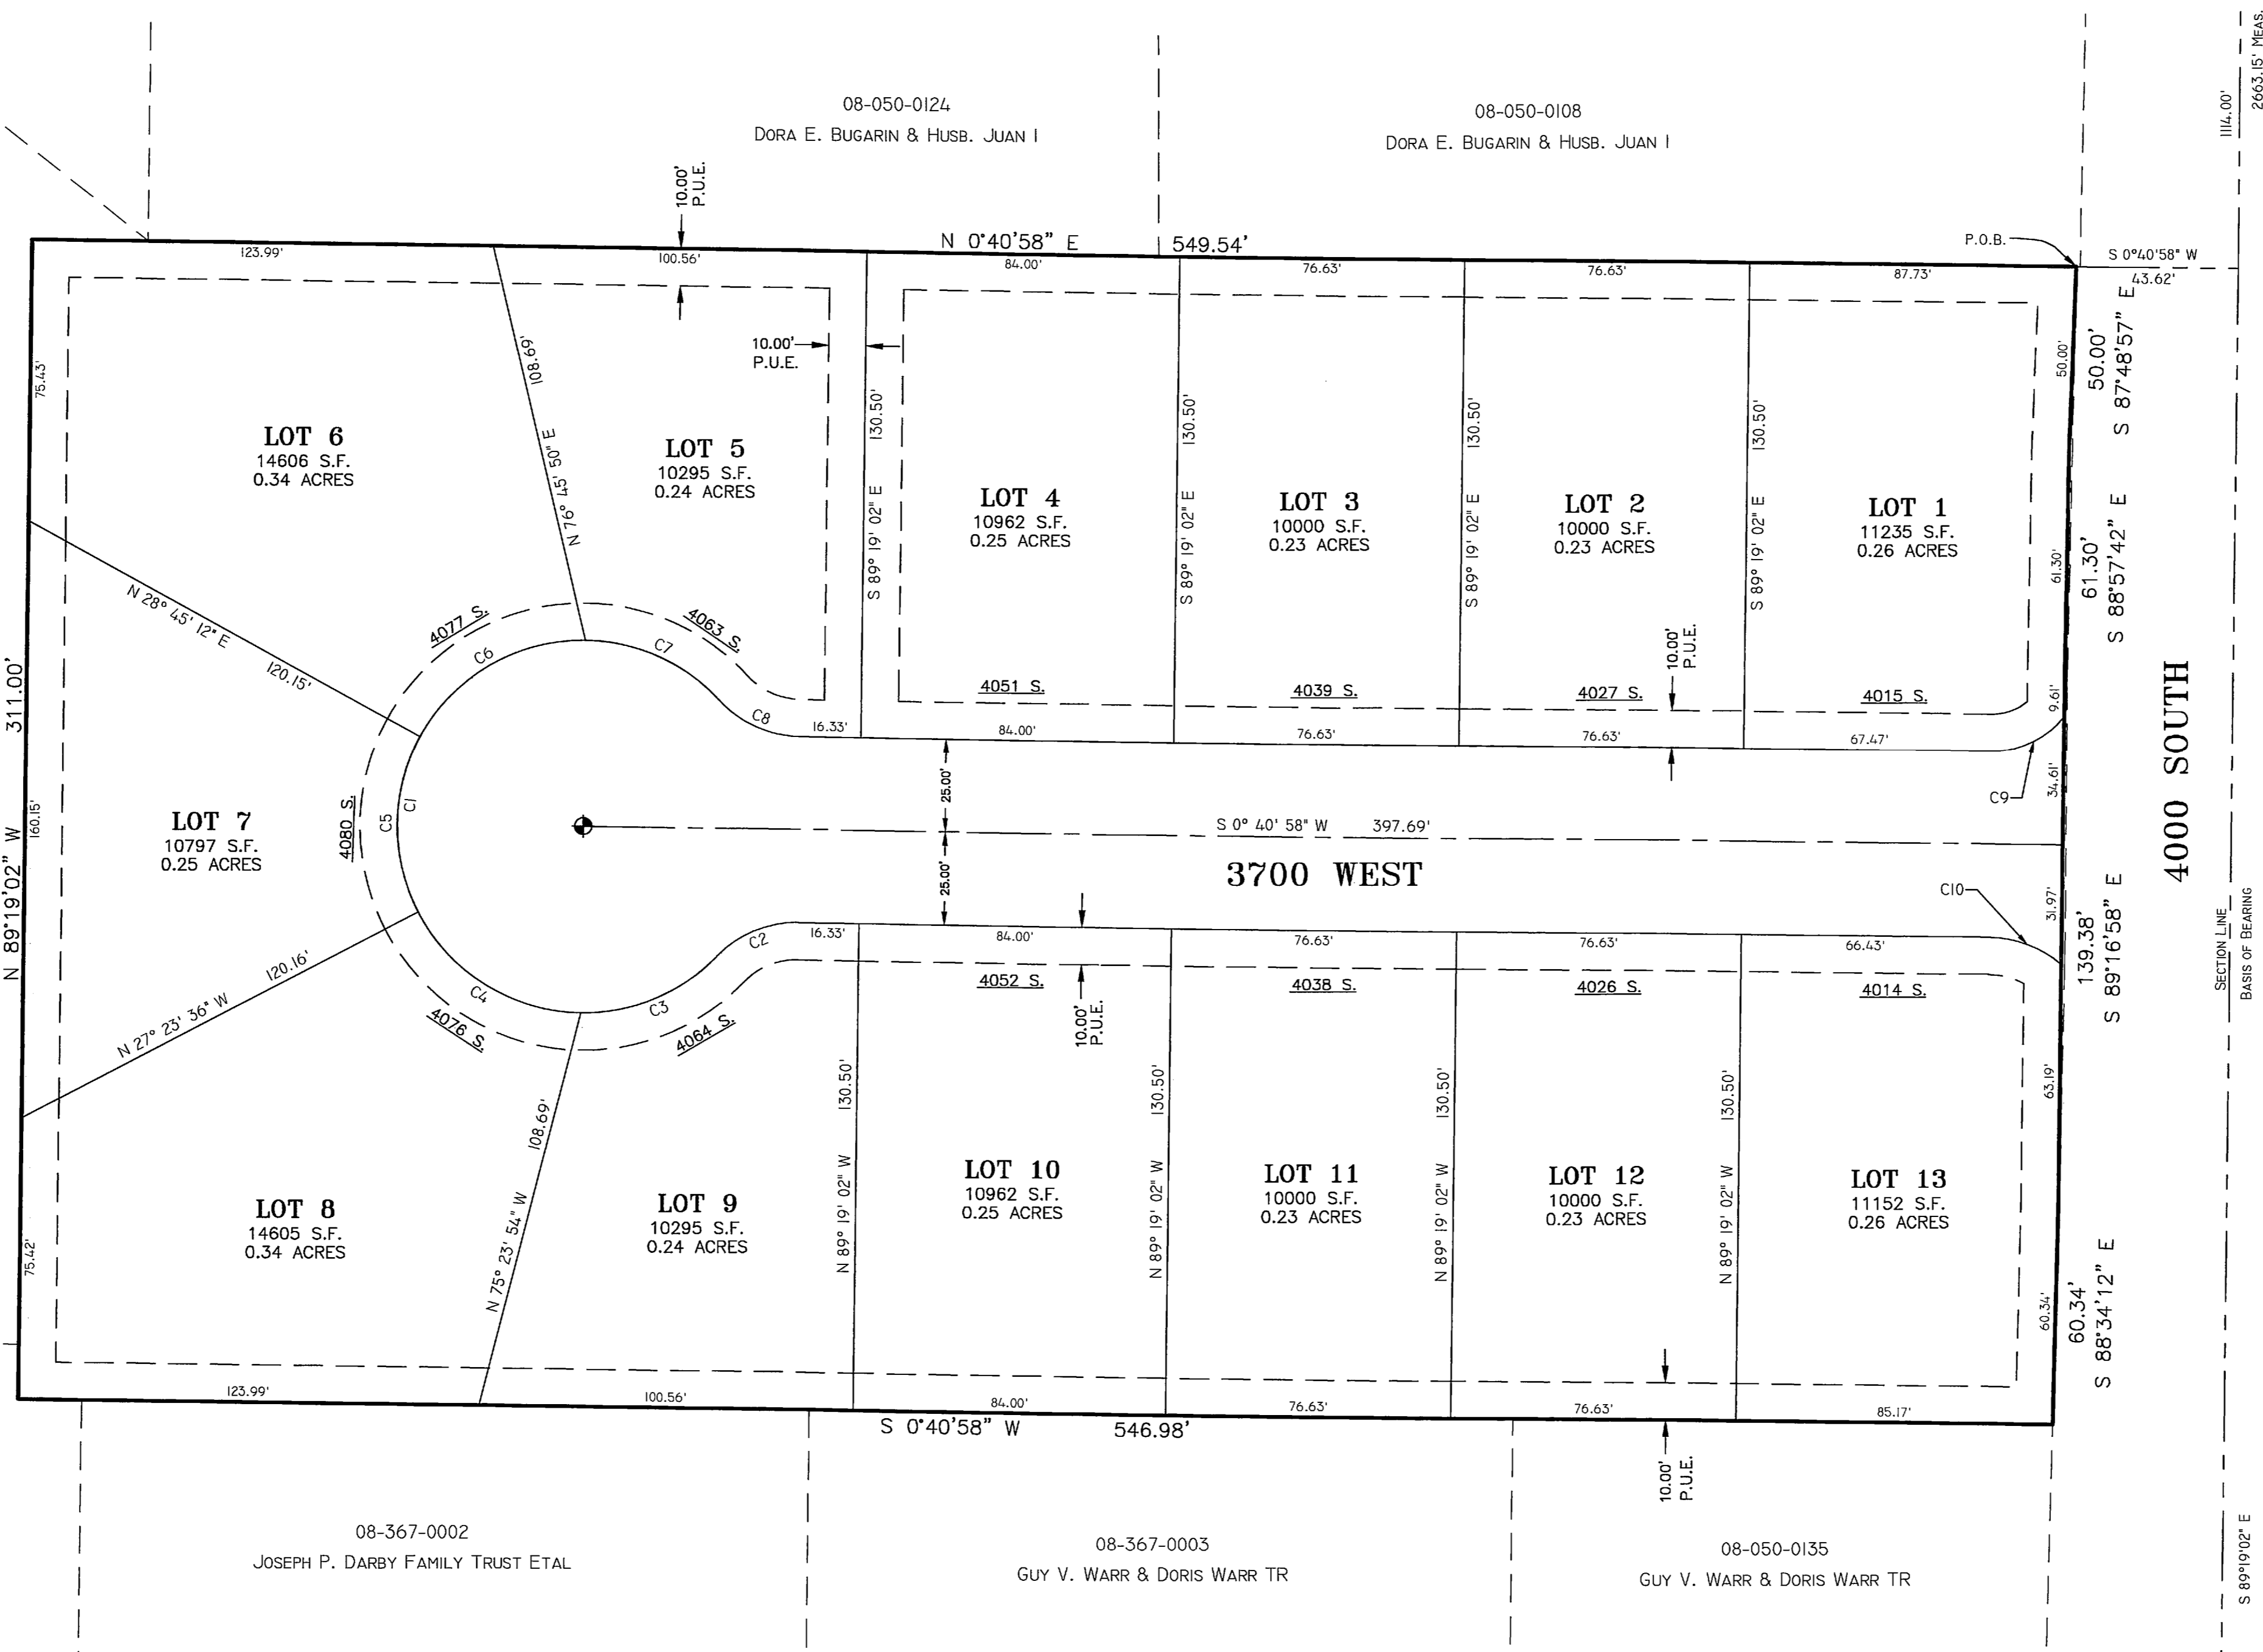 08-050-0124
DORA E. BUGARIN & HUSB. JUAN I
08-050-0108
DORA E. BUGARIN & HUSB. JUAN I
1114.00'
2663.15' MEAS.
10.00'
P.U.E.
N 0°40'58" E 549.54'
P.O.B.
S 0°40'58" W
43.62'
123.99'
100.56'
84.00'
76.63'
76.63'
87.73'
75.43'
108.69'
N 76° 45' 50" E
10.00'
P.U.E.
130.50'
S 89° 19' 02" E
130.50'
S 89° 19' 02" E
130.50'
S 89° 19' 02" E
130.50'
S 89° 19' 02" E
50.00'
50.00'
S 87°48'57" E
LOT 6
14606 S.F.
0.34 ACRES
LOT 5
10295 S.F.
0.24 ACRES
LOT 4
10962 S.F.
0.25 ACRES
LOT 3
10000 S.F.
0.23 ACRES
LOT 2
10000 S.F.
0.23 ACRES
LOT 1
11235 S.F.
0.26 ACRES
61.30'
61.30'
S 88°57'42" E
N 28° 45' 12" E
120.15'
4077 S.
4063 S.
C6
C7
C8
16.33'
4051 S.
84.00'
4039 S.
76.63'
4027 S.
76.63'
10.00'
P.U.E.
4015 S.
67.47'
9.61'
C9
34.61'
N 89°19'02" W 311.00'
160.15'
LOT 7
10797 S.F.
0.25 ACRES
4080 S.
C5
C1
25.00'
25.00'
S 0° 40' 58" W 397.69'
3700 WEST
4000 SOUTH
C10
31.97'
139.38'
S 89°16'58" E
SECTION LINE
BASIS OF BEARING
N 27° 23' 36" W
120.16'
C4
C3
C2
4076 S.
4064 S.
16.33'
84.00'
4052 S.
10.00'
P.U.E.
76.63'
4038 S.
76.63'
4026 S.
66.43'
4014 S.
63.19'
108.69'
N 75° 23' 54" W
130.50'
N 89° 19' 02" W
130.50'
N 89° 19' 02" W
130.50'
N 89° 19' 02" W
130.50'
N 89° 19' 02" W
LOT 8
14605 S.F.
0.34 ACRES
LOT 9
10295 S.F.
0.24 ACRES
LOT 10
10962 S.F.
0.25 ACRES
LOT 11
10000 S.F.
0.23 ACRES
LOT 12
10000 S.F.
0.23 ACRES
LOT 13
11152 S.F.
0.26 ACRES
75.42'
60.34'
60.34'
S 88°34'12" E
123.99'
100.56'
84.00'
76.63'
76.63'
85.17'
S 0°40'58" W 546.98'
10.00'
P.U.E.
08-367-0002
JOSEPH P. DARBY FAMILY TRUST ETAL
08-367-0003
GUY V. WARR & DORIS WARR TR
08-050-0135
GUY V. WARR & DORIS WARR TR
S 89°19'02" E